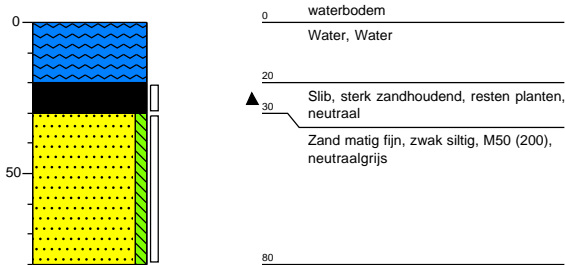 0
50
waterbodem
0
Water, Water
20
Slib, sterk zandhoudend, resten planten,
neutraal
30
Zand matig fijn, zwak siltig, M50 (200),
neutraalgrijs
80